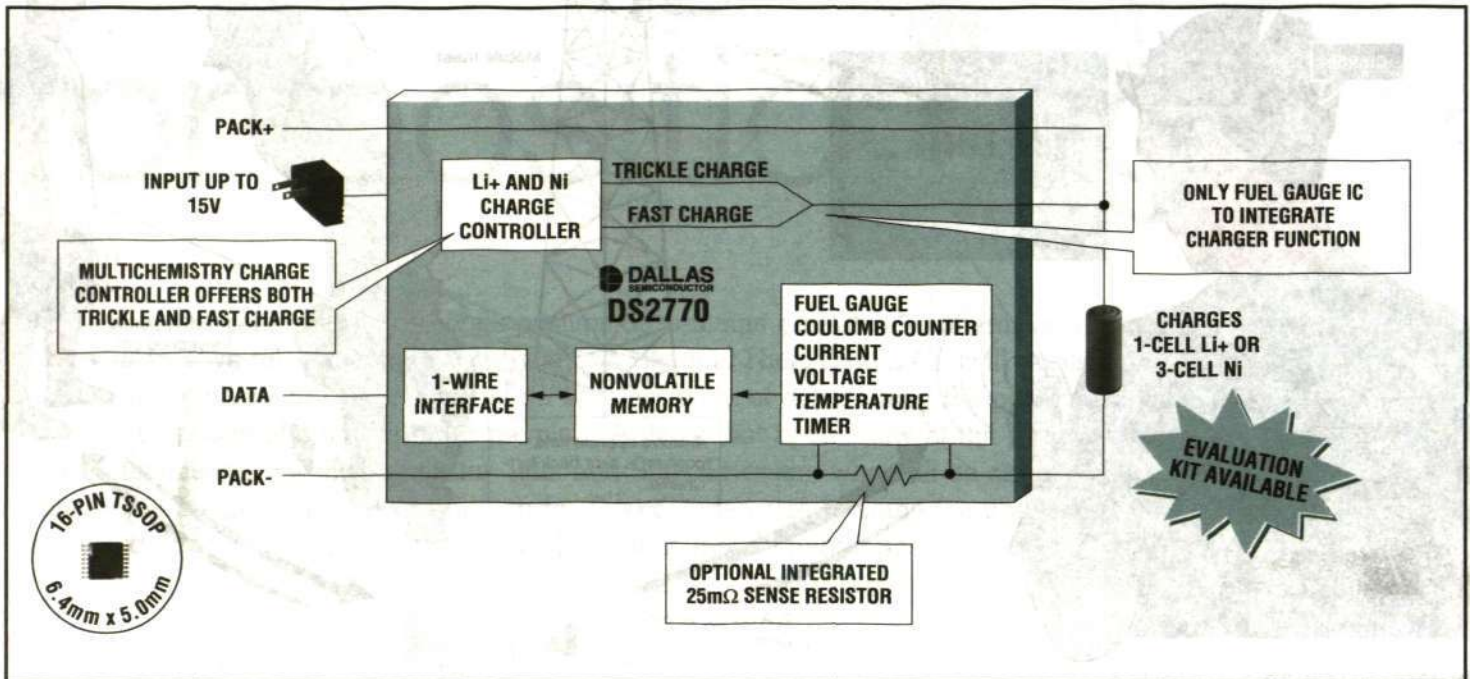 PACK+
INPUT UP TO
15V
Li+ AND Ni
CHARGE
CONTROLLER
TRICKLE CHARGE
FAST CHARGE
ONLY FUEL GAUGE IC
TO INTEGRATE
CHARGER FUNCTION
MULTICHEMISTRY CHARGE
CONTROLLER OFFERS BOTH
TRICKLE AND FAST CHARGE
DALLAS
SEMICONDUCTOR
DS2770
FUEL GAUGE
COULOMB COUNTER
CURRENT
VOLTAGE
TEMPERATURE
TIMER
CHARGES
1-CELL Li+ OR
3-CELL Ni
DATA
1-WIRE
INTERFACE
NONVOLATILE
MEMORY
EVALUATION
KIT AVAILABLE
PACK-
16-PIN TSSOP
6.4mm x 5.0mm
OPTIONAL INTEGRATED
25mΩ SENSE RESISTOR